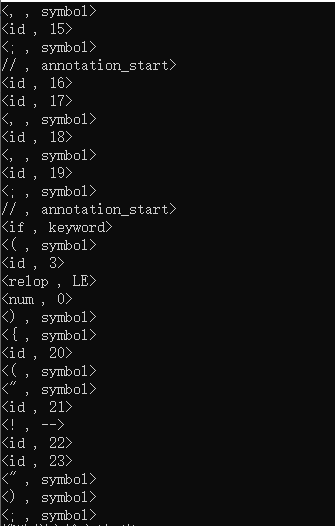 <, , symbol>
<id , 15>
<; , symbol>
// , annotation_start>
<id , 16>
<id , 17>
<, , symbol>
<id , 18>
<, , symbol>
<id , 19>
<; , symbol>
// , annotation_start>
<if , keyword>
<( , symbol>
<id , 3>
<relop , LE>
<num , 0>
<) , symbol>
<{ , symbol>
<id , 20>
<( , symbol>
<" , symbol>
<id , 21>
<! , -->
<id , 22>
<id , 23>
<" , symbol>
<) , symbol>
<; , symbol>